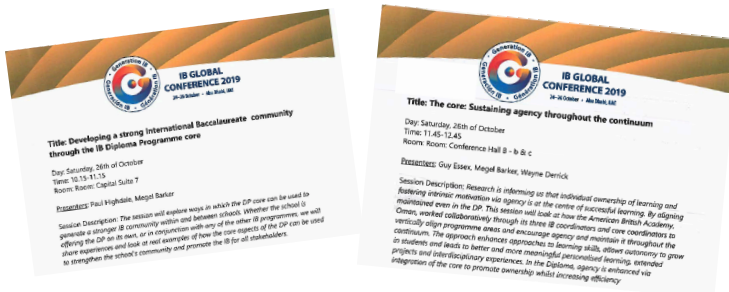 Generation IB
Generación IB
Génération IB
IB GLOBAL
CONFERENCE 2019
24–26 October • Abu Dhabi, UAE
Title: Developing a strong International Baccalaureate community
through the IB Diploma Programme core
Day: Saturday, 26th of October
Time: 10.15-11.15
Room: Room: Capital Suite 7
Presenters: Paul Highdale, Megel Barker
Session Description: The session will explore ways in which the DP core can be used to
generate a stronger IB community within and between schools. Whether the school is
offering the DP on its own, or in conjunction with any of the other IB programmes, we will
share experiences and look at real examples of how the core aspects of the DP can be used
to strengthen the school's community and promote the IB for all stakeholders.
Generation IB
Generación IB
Génération IB
IB GLOBAL
CONFERENCE 2019
24–26 October • Abu Dhabi, UAE
Title: The core: Sustaining agency throughout the continuum
Day: Saturday, 26th of October
Time: 11.45-12.45
Room: Room: Conference Hall B - b & c
Presenters: Guy Essex, Megel Barker, Wayne Derrick
Session Description: Research is informing us that individual ownership of learning and
fostering intrinsic motivation via agency is at the centre of successful learning. By aligning
maintained even in the DP. This session will look at how the American British Academy,
Oman, worked collaboratively through its three IB coordinators and core coordinators to
vertically align programme areas and encourage agency and maintain it throughout the
continuum. The approach enhances approaches to learning skills, allows autonomy to grow
in students and leads to better and more meaningful personalised learning, extended
projects and interdisciplinary experiences. In the Diploma, agency is enhanced via
integration of the core to promote ownership whilst increasing efficiency